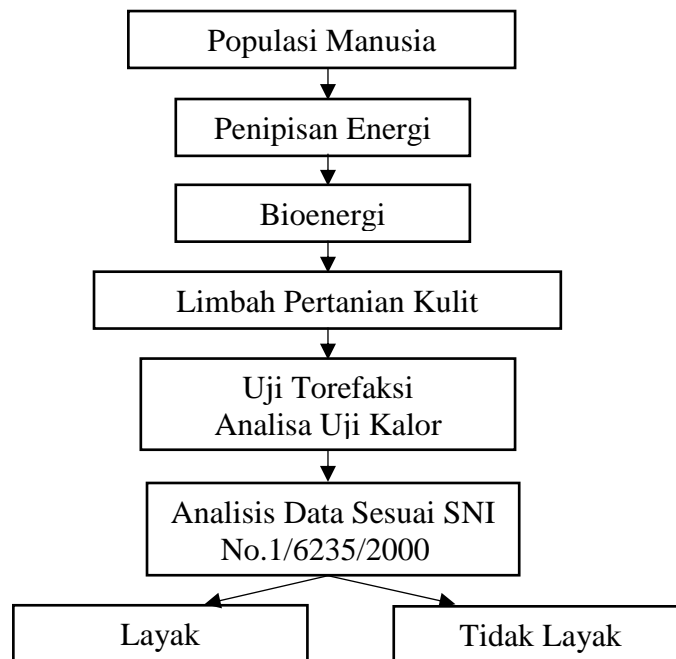 Populasi Manusia
Penipisan Energi
Bioenergi
Limbah Pertanian Kulit
Uji Torefaksi
Analisa Uji Kalor
Analisis Data Sesuai SNI
No.1/6235/2000
Layak
Tidak Layak